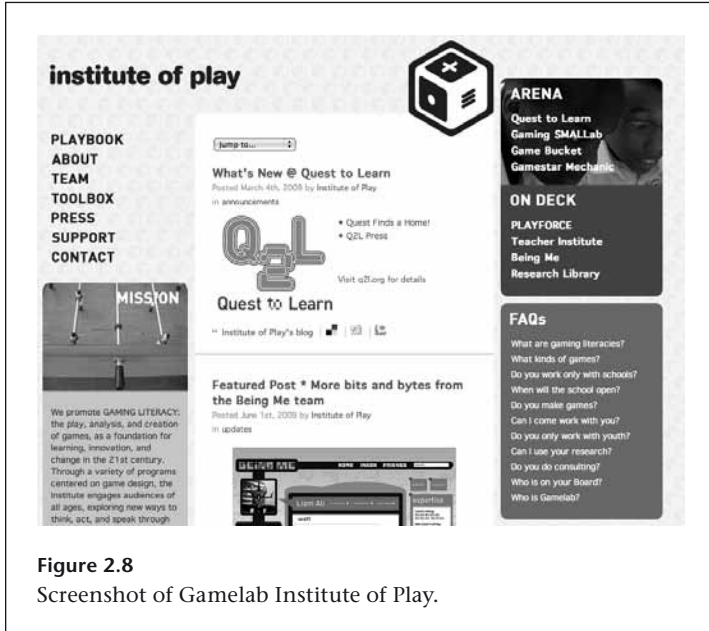 institute of play
PLAYBOOK
ABOUT
TEAM
TOOLBOX
PRESS
SUPPORT
CONTACT
MISSION
We promote GAMING LITERACY:
the play, analysis, and creation
of games, as a foundation for
learning, innovation, and
change in the 21st century.
Through a variety of programs
centered on game design, the
Institute engages audiences of
all ages, exploring new ways to
think, act, and speak through
Jump to...
What's New @ Quest to Learn
Posted March 4th, 2009 by Institute of Play
in announcements
Q2L
Quest to Learn
• Quest Finds a Home!
• Q2L Press
Visit q2l.org for details
Institute of Play's blog
Featured Post * More bits and bytes from
the Being Me team
Posted June 1st, 2009 by Institute of Play
in updates
BEING ME
HOME INBOX FRIENDS
Liam Ali
expertise
ARENA
Quest to Learn
Gaming SMALLab
Game Bucket
Gamestar Mechanic
ON DECK
PLAYFORCE
Teacher Institute
Being Me
Research Library
FAQs
What are gaming literacies?
What kinds of games?
Do you work only with schools?
When will the school open?
Do you make games?
Can I come work with you?
Do you only work with youth?
Can I use your research?
Do you do consulting?
Who is on your Board?
Who is Gamelab?
Figure 2.8
Screenshot of Gamelab Institute of Play.